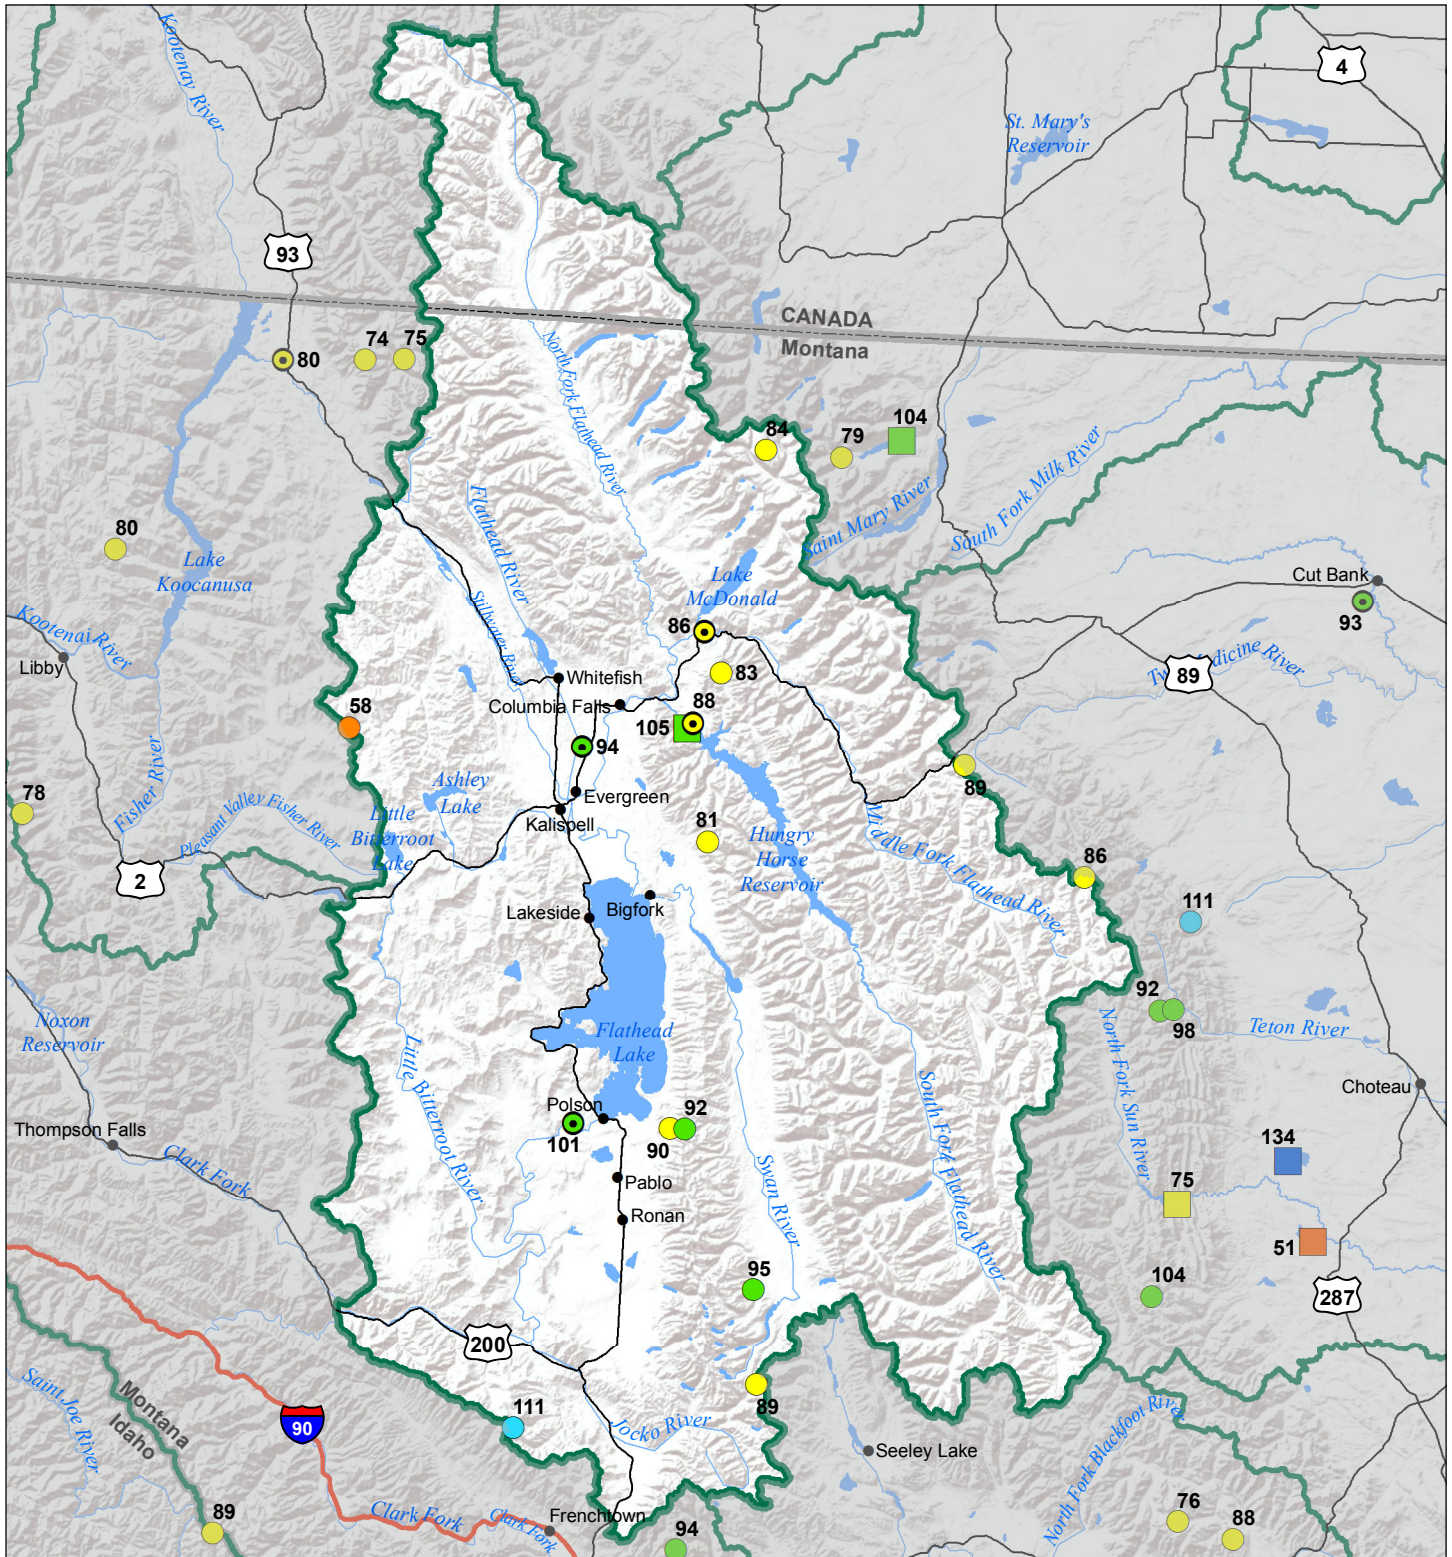 Kootenay River
4
St. Mary's
Reservoir
93
CANADA
Montana
80
74
75
North Fork Flathead River
84
79
104
Saint Mary River
South Fork Milk River
80
Lake
Koocanusa
Flathead River
Stillwater River
Lake
McDonald
Cut Bank
93
Kootenai River
Libby
86
83
Whitefish
Columbia Falls
88
105
94
89
58
Fisher River
78
Pleasant Valley Fisher River
2
Ashley
Lake
Little
Bitterroot
Lake
Evergreen
Kalispell
81
Hungry
Horse
Reservoir
Middle Fork Flathead River
89
86
111
Lakeside
Bigfork
92
98
Teton River
Noxon
Reservoir
Flathead
Lake
Little Bitterroot River
North Fork Sun River
South Fork Flathead River
Choteau
Thompson Falls
Clark Fork
Polson
101
92
90
Pablo
Ronan
Swan River
134
75
51
104
287
95
200
89
Montana
Idaho
Saint Joe River
90
111
Jocko River
Seeley Lake
North Fork Blackfoot River
89
Clark Fork
Clark Fork
Frenchtown
94
76
88